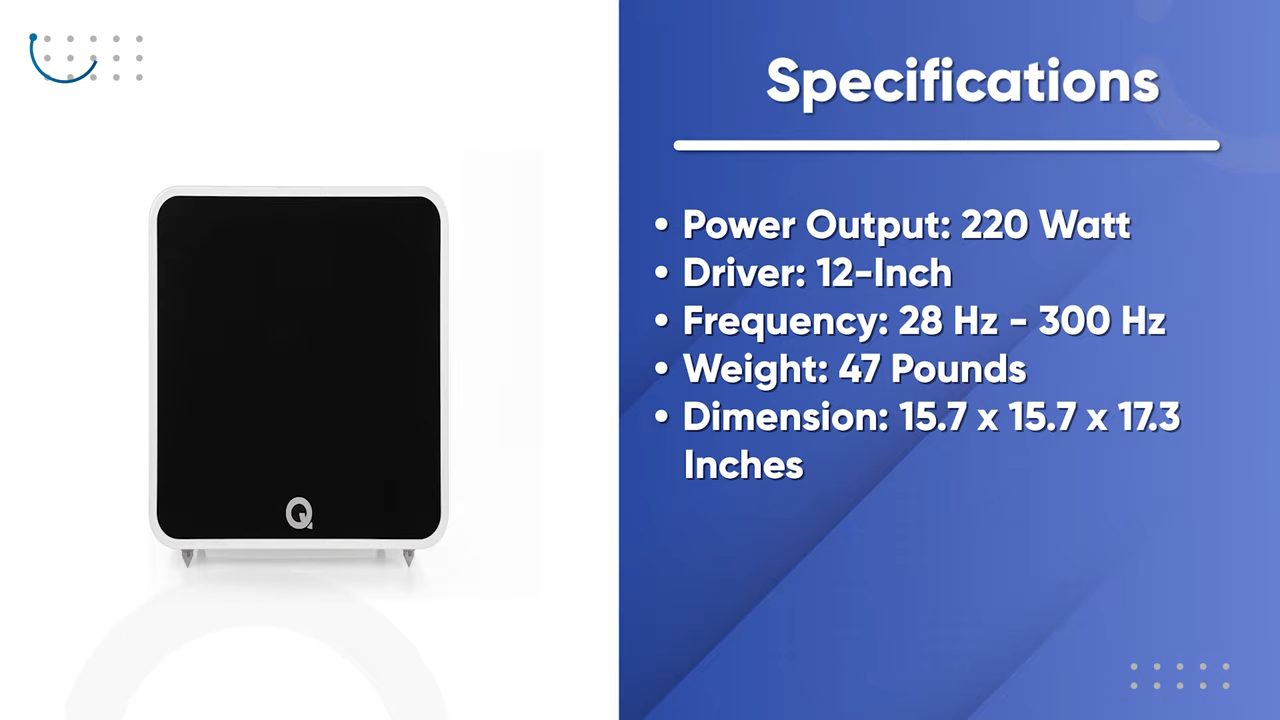 Specifications
• Power Output: 220 Watt
• Driver: 12-Inch
• Frequency: 28 Hz - 300 Hz
• Weight: 47 Pounds
• Dimension: 15.7 x 15.7 x 17.3
Inches
Q